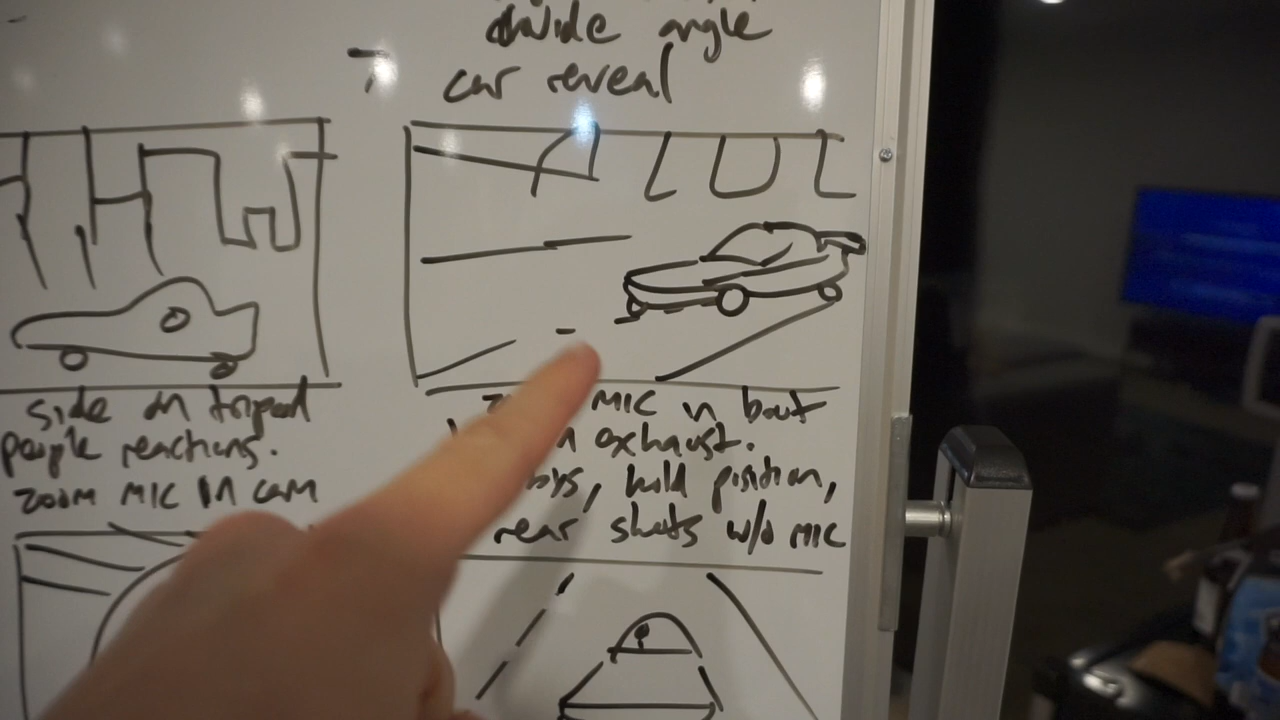 wide angle
car reveal
side on tripod
people reactions.
ZOOM MIC IN CAM
MIC in boot
exhaust.
hold position,
rear shots w/o MIC